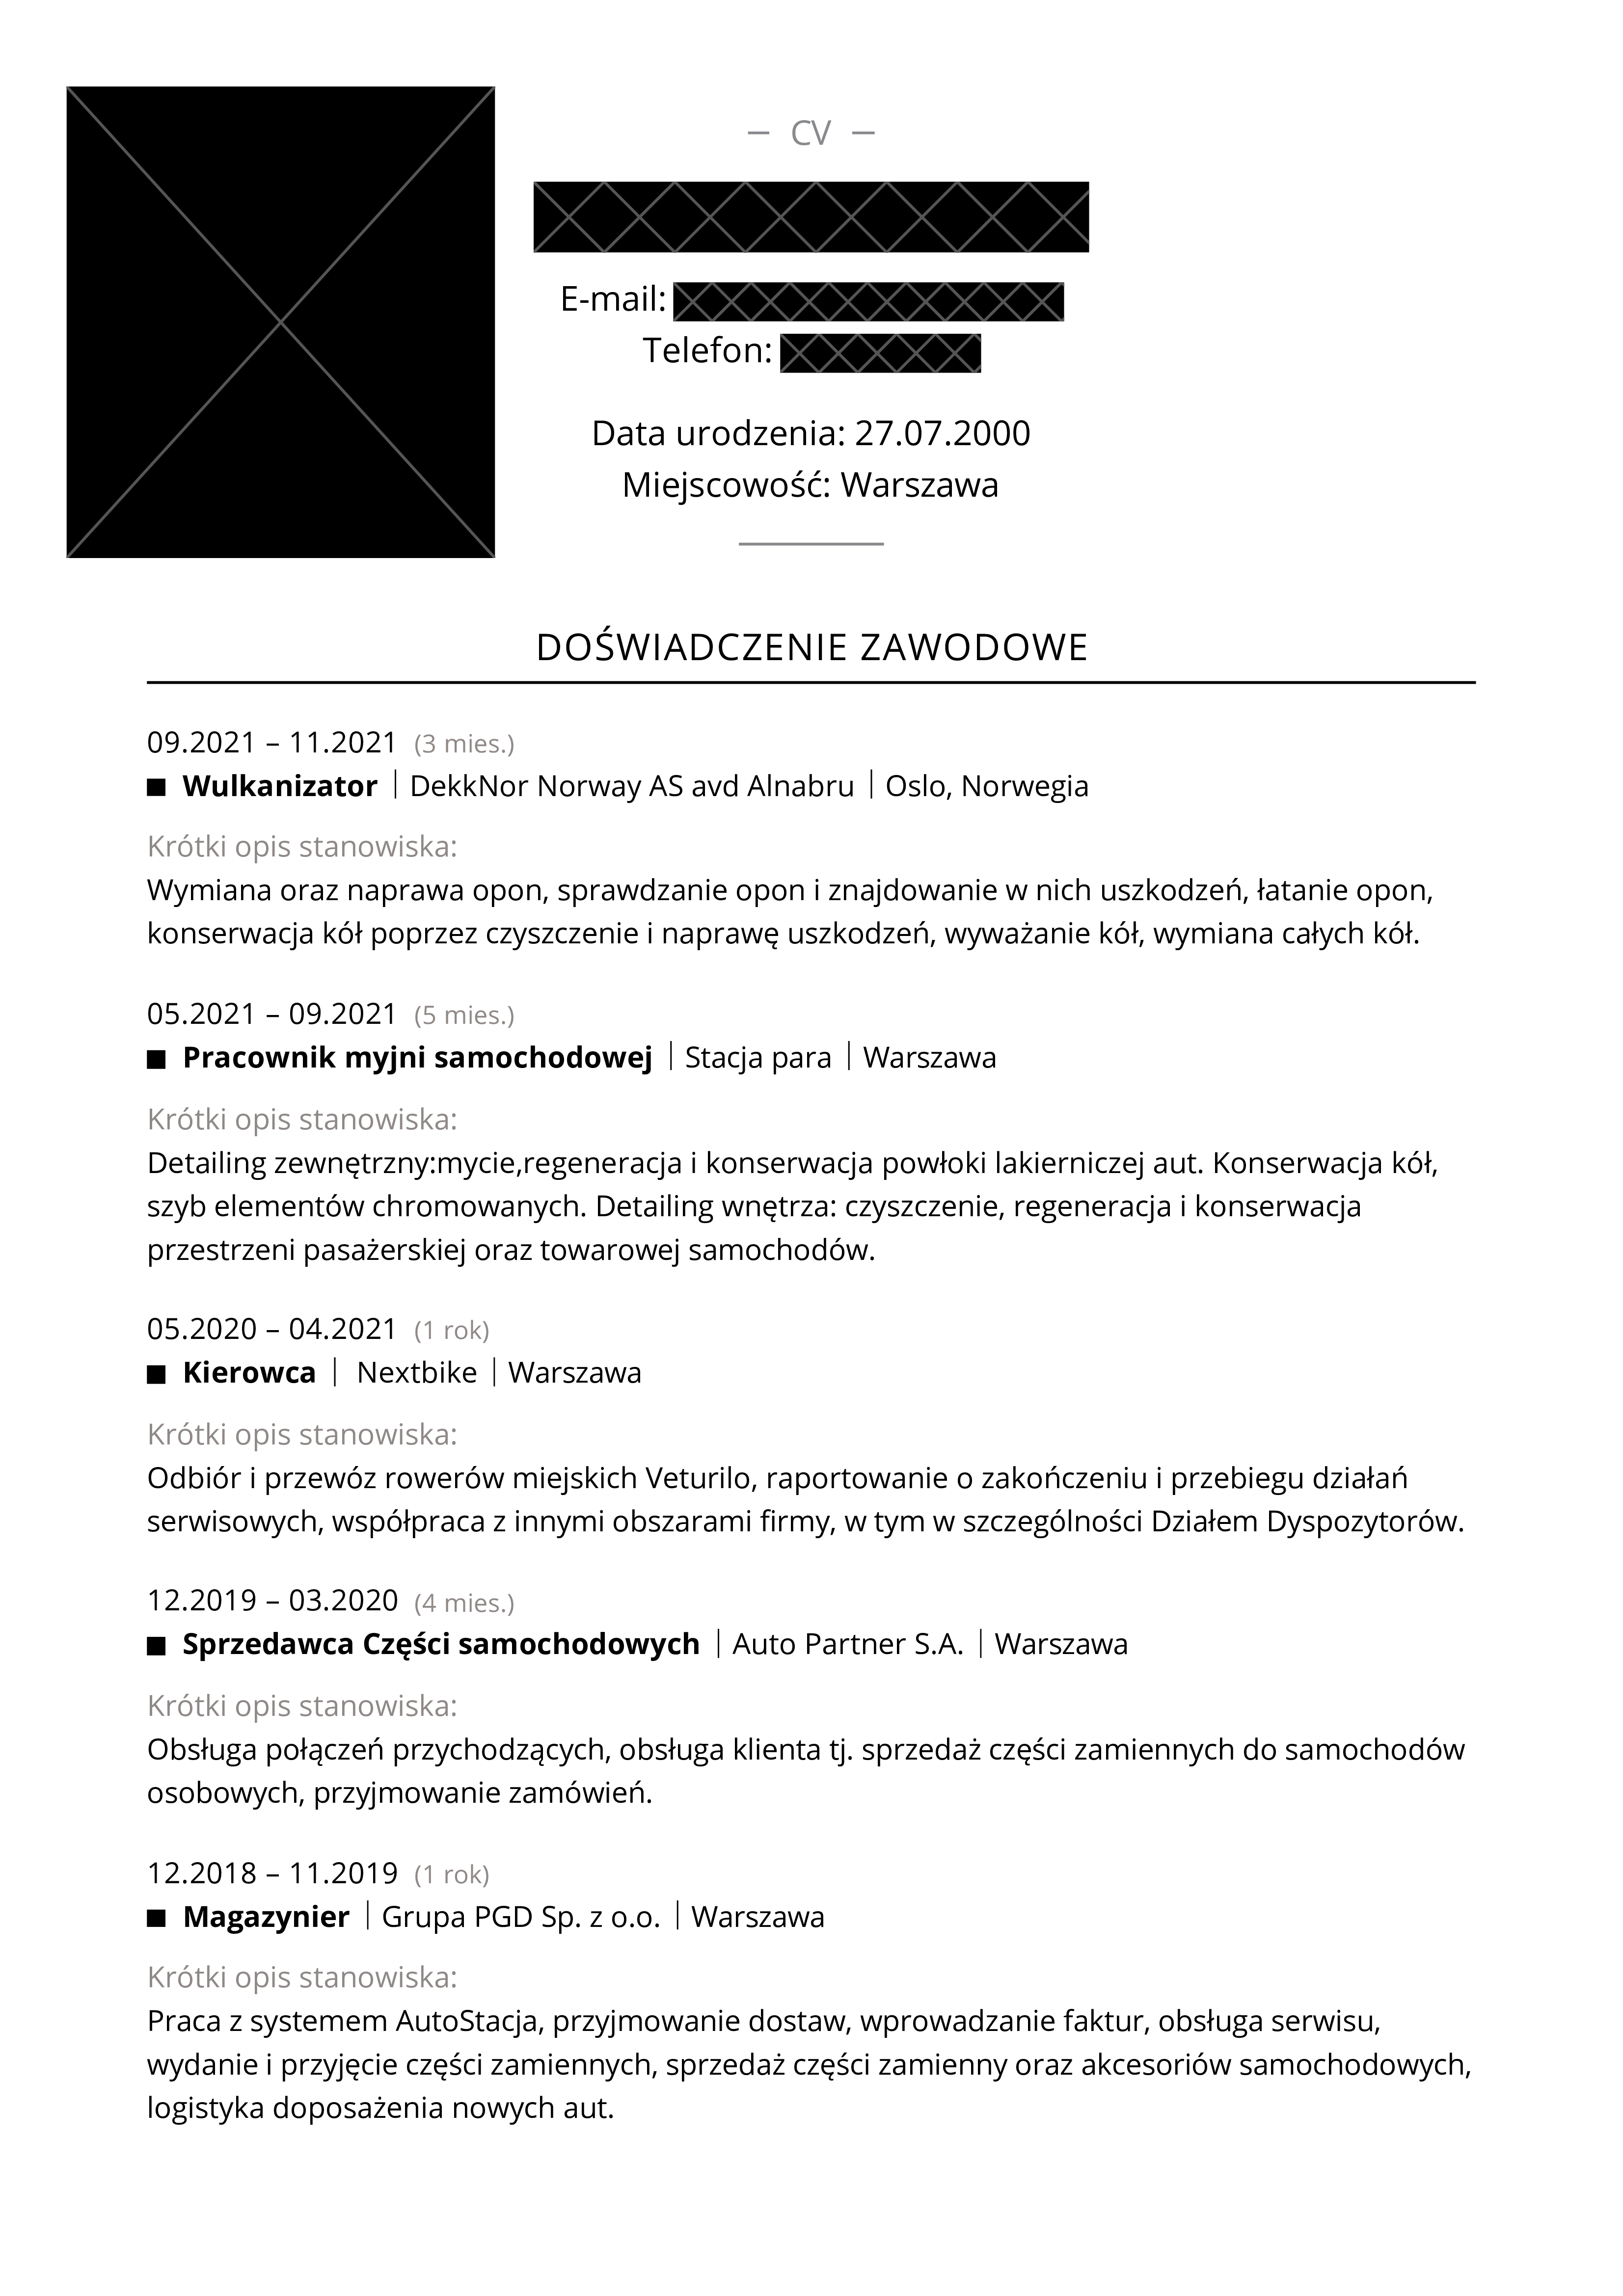 – CV –
E-mail:
Telefon:
Data urodzenia: 27.07.2000
Miejscowość: Warszawa
DOŚWIADCZENIE ZAWODOWE
09.2021 – 11.2021 (3 mies.)
■ Wulkanizator | DekkNor Norway AS avd Alnabru | Oslo, Norwegia
Krótki opis stanowiska:
Wymiana oraz naprawa opon, sprawdzanie opon i znajdowanie w nich uszkodzeń, łatanie opon,
konserwacja kół poprzez czyszczenie i naprawę uszkodzeń, wyważanie kół, wymiana całych kół.
05.2021 – 09.2021 (5 mies.)
■ Pracownik myjni samochodowej | Stacja para | Warszawa
Krótki opis stanowiska:
Detailing zewnętrzny:mycie,regeneracja i konserwacja powłoki lakierniczej aut. Konserwacja kół,
szyb elementów chromowanych. Detailing wnętrza: czyszczenie, regeneracja i konserwacja
przestrzeni pasażerskiej oraz towarowej samochodów.
05.2020 – 04.2021 (1 rok)
■ Kierowca | Nextbike | Warszawa
Krótki opis stanowiska:
Odbiór i przewóz rowerów miejskich Veturilo, raportowanie o zakończeniu i przebiegu działań
serwisowych, współpraca z innymi obszarami firmy, w tym w szczególności Działem Dyspozytorów.
12.2019 – 03.2020 (4 mies.)
■ Sprzedawca Części samochodowych | Auto Partner S.A. | Warszawa
Krótki opis stanowiska:
Obsługa połączeń przychodzących, obsługa klienta tj. sprzedaż części zamiennych do samochodów
osobowych, przyjmowanie zamówień.
12.2018 – 11.2019 (1 rok)
■ Magazynier | Grupa PGD Sp. z o.o. | Warszawa
Krótki opis stanowiska:
Praca z systemem AutoStacja, przyjmowanie dostaw, wprowadzanie faktur, obsługa serwisu,
wydanie i przyjęcie części zamiennych, sprzedaż części zamienny oraz akcesoriów samochodowych,
logistyka doposażenia nowych aut.